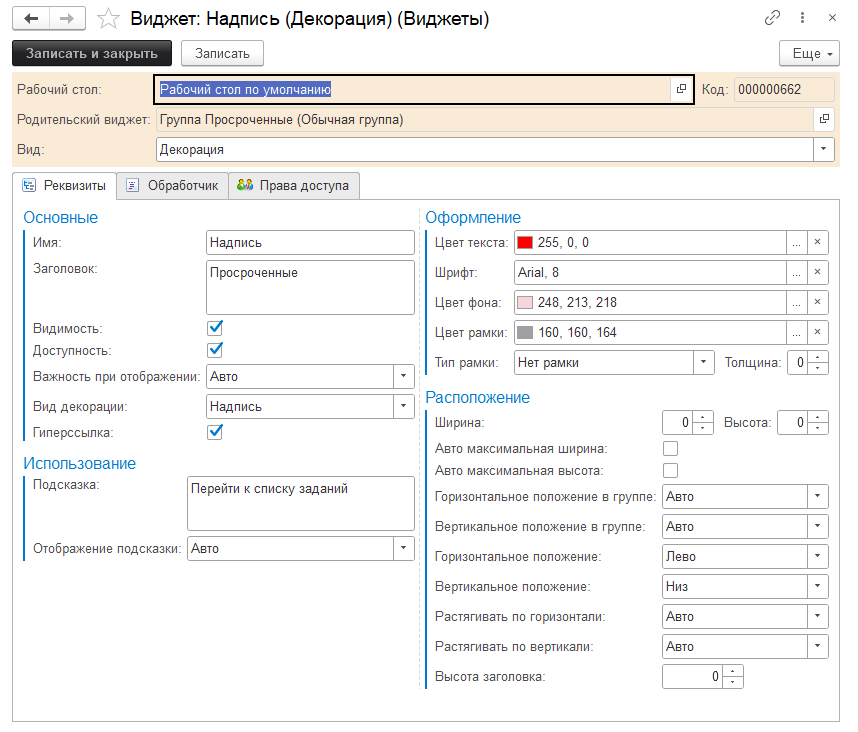 Виджет: Надпись (Декорация) (Виджеты)
Записать и закрыть
Записать
Еще
Рабочий стол:
Рабочий стол по умолчанию
Код:
000000662
Родительский виджет:
Группа Просроченные (Обычная группа)
Вид:
Декорация
Реквизиты
Обработчик
Права доступа
Основные
Имя:
Надпись
Заголовок:
Просроченные
Видимость:
Доступность:
Важность при отображении:
Авто
Вид декорации:
Надпись
Гиперссылка:
Использование
Подсказка:
Перейти к списку заданий
Отображение подсказки:
Авто
Оформление
Цвет текста:
255, 0, 0
Шрифт:
Arial, 8
Цвет фона:
248, 213, 218
Цвет рамки:
160, 160, 164
Тип рамки:
Нет рамки
Толщина:
0
Расположение
Ширина:
0
Высота:
0
Авто максимальная ширина:
Авто максимальная высота:
Горизонтальное положение в группе:
Авто
Вертикальное положение в группе:
Авто
Горизонтальное положение:
Лево
Вертикальное положение:
Низ
Растягивать по горизонтали:
Авто
Растягивать по вертикали:
Авто
Высота заголовка:
0